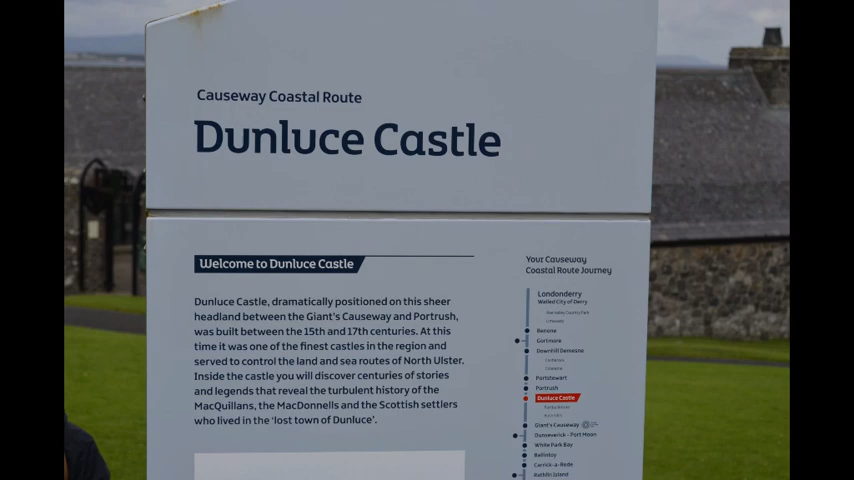 Causeway Coastal Route
Dunluce Castle
Welcome to Dunluce Castle
Dunluce Castle, dramatically positioned on this sheer
headland between the Giant's Causeway and Portrush,
was built between the 15th and 17th centuries. At this
time it was one of the finest castles in the region and
served to control the land and sea routes of North Ulster.
Inside the castle you will discover centuries of stories
and legends that reveal the turbulent history of the
MacQuillans, the MacDonnells and the Scottish settlers
who lived in the 'lost town of Dunluce'.
Your Causeway
Coastal Route Journey
Londonderry
Walled City of Derry
Limavady
Benone
Gortmore
Downhill Demesne
Castlerock
Coleraine
Portstewart
Portrush
Dunluce Castle
Giant's Causeway
Dunseverick - Port Moon
White Park Bay
Ballintoy
Carrick-a-Rede
Rathlin Island